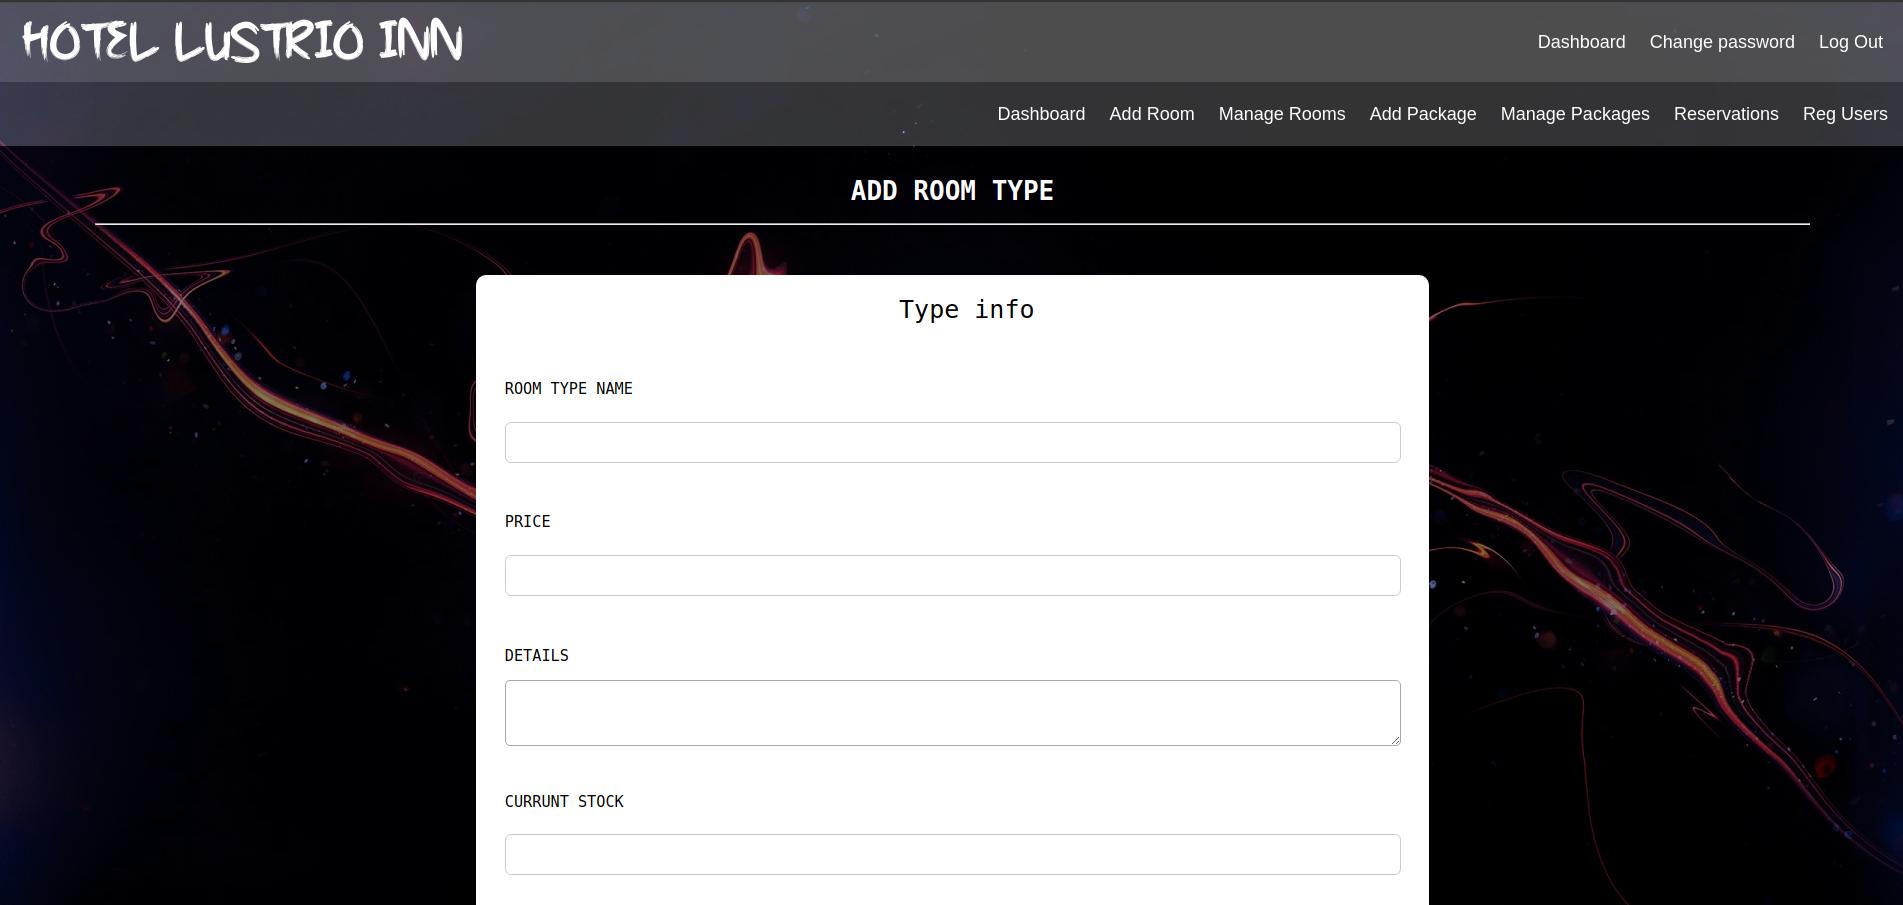 HOTEL LUSTRIO INN
Dashboard Change password Log Out
Dashboard Add Room Manage Rooms Add Package Manage Packages Reservations Reg Users
ADD ROOM TYPE
Type info
ROOM TYPE NAME
PRICE
DETAILS
CURRUNT STOCK